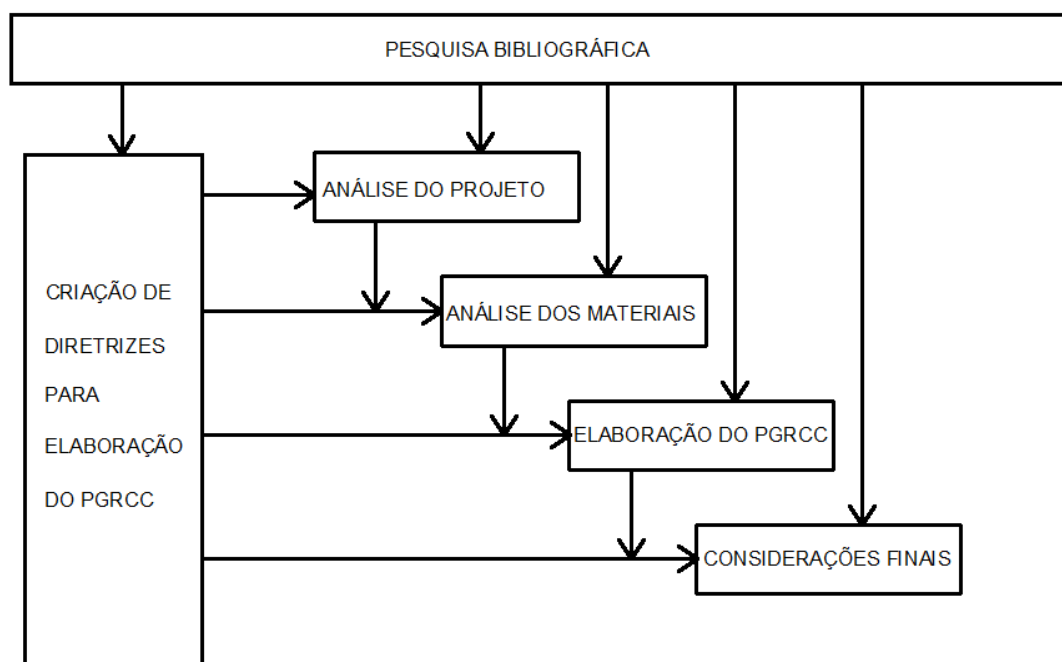 PESQUISA BIBLIOGRÁFICA
ANÁLISE DO PROJETO
ANÁLISE DOS MATERIAIS
ELABORAÇÃO DO PGRCC
CONSIDERAÇÕES FINAIS
CRIAÇÃO DE
DIRETRIZES
PARA
ELABORAÇÃO
DO PGRCC